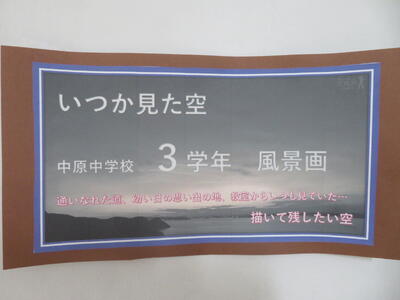 いつか見た空
中原中学校 3学年 風景画
通いなれた道、幼い日の思い出の地、教室からいつも見ていた…
描いて残したい空